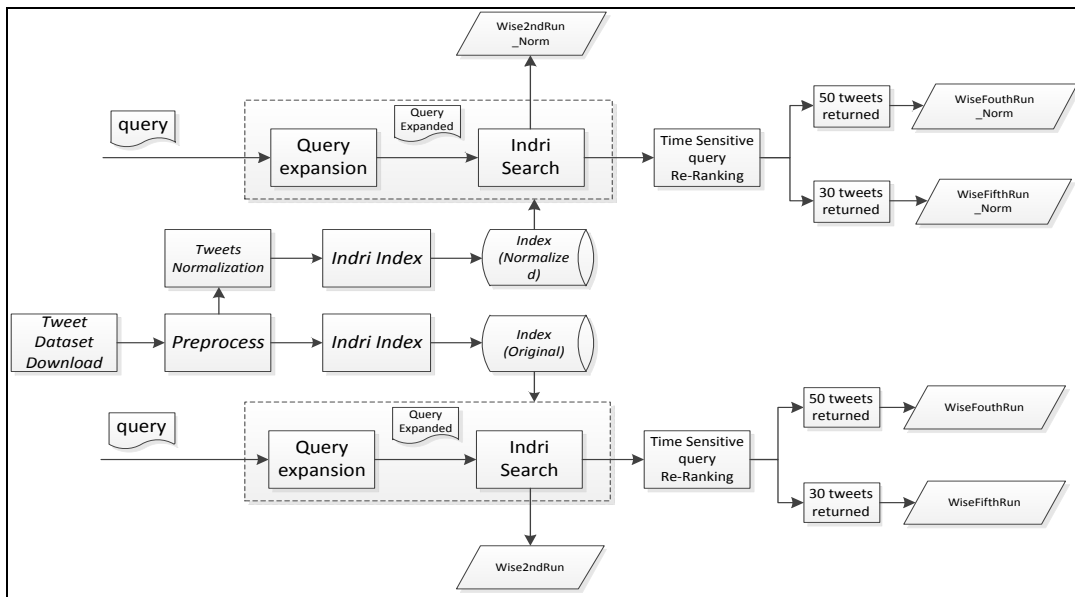 Wise2ndRun
_Norm
query
Query
expansion
Query
Expanded
Indri
Search
Time Sensitive
query
Re-Ranking
50 tweets
returned
WiseFouthRun
_Norm
30 tweets
returned
WiseFifthRun
_Norm
Tweets
Normalization
Indri Index
Index
(Normalize
d)
Tweet
Dataset
Download
Preprocess
Indri Index
Index
(Original)
query
Query
expansion
Query
Expanded
Indri
Search
Time Sensitive
query
Re-Ranking
50 tweets
returned
WiseFouthRun
30 tweets
returned
WiseFifthRun
Wise2ndRun